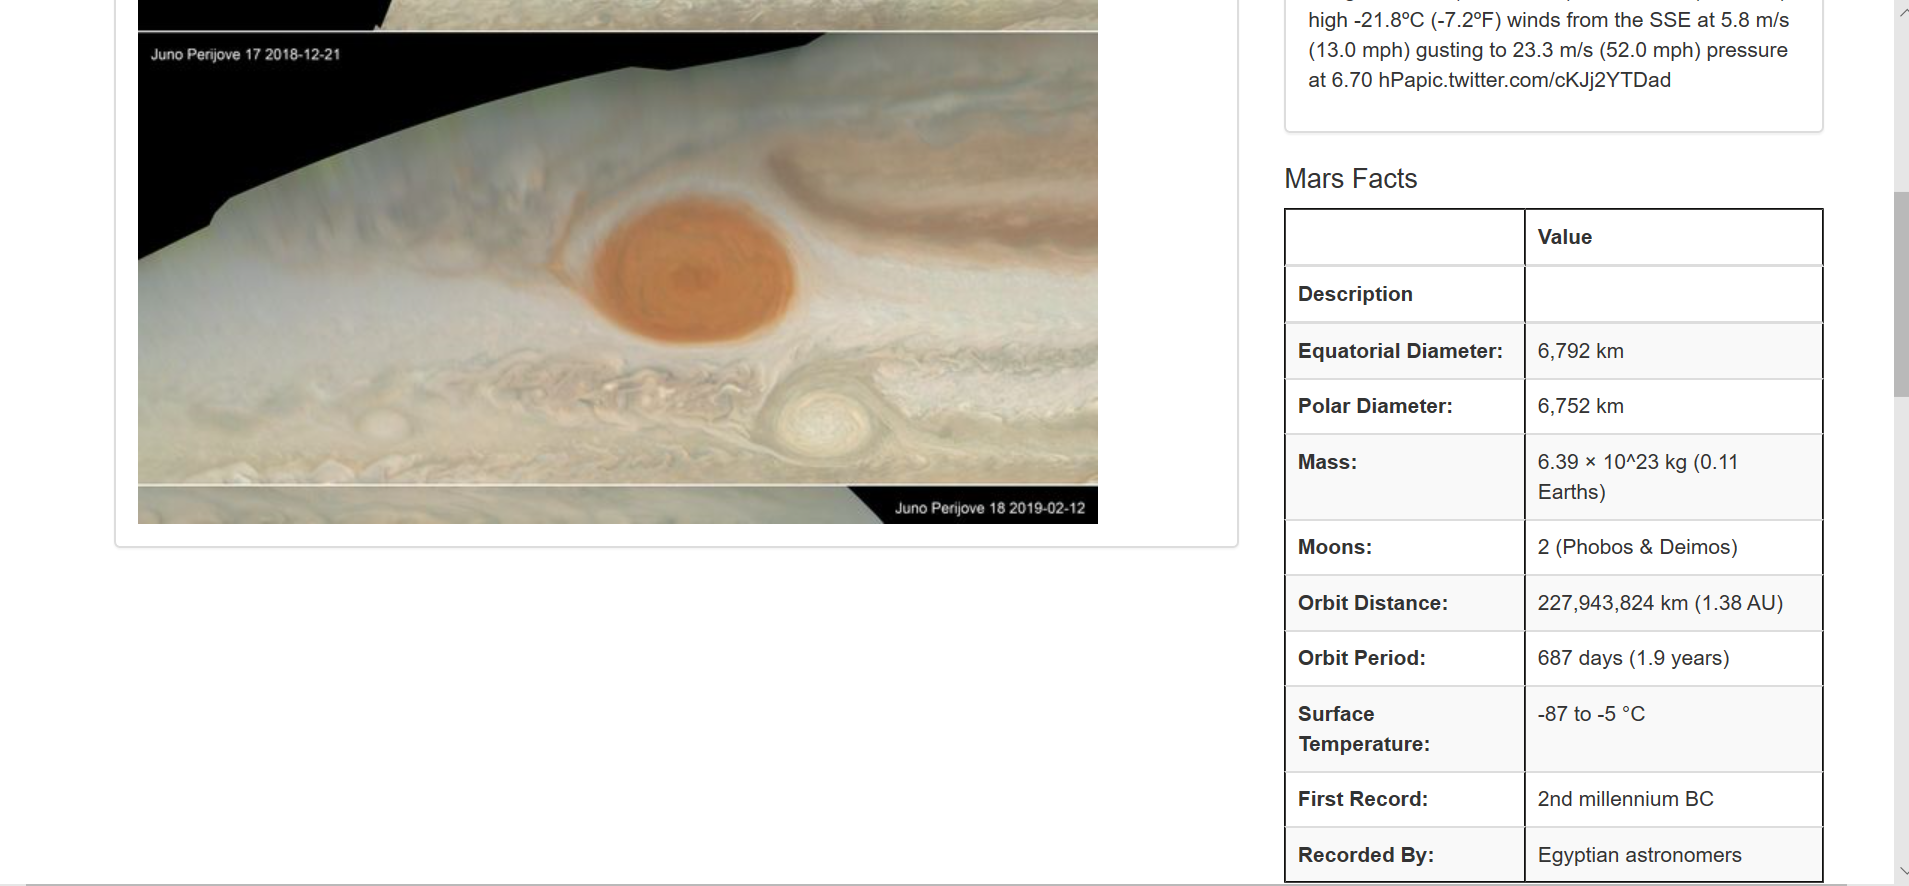 Juno Perijove 17 2018-12-21
Juno Perijove 18 2019-02-12
high -21.8ºC (-7.2ºF) winds from the SSE at 5.8 m/s
(13.0 mph) gusting to 23.3 m/s (52.0 mph) pressure
at 6.70 hPapic.twitter.com/cKJj2YTDad
Mars Facts
Value
Description
Equatorial Diameter: 6,792 km
Polar Diameter: 6,752 km
Mass: 6.39 × 10^23 kg (0.11
Earths)
Moons: 2 (Phobos & Deimos)
Orbit Distance: 227,943,824 km (1.38 AU)
Orbit Period: 687 days (1.9 years)
Surface -87 to -5 °C
Temperature:
First Record: 2nd millennium BC
Recorded By: Egyptian astronomers